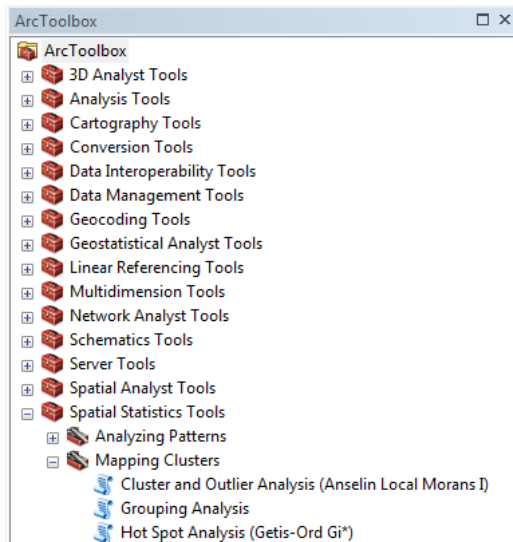 ArcToolbox
ArcToolbox
3D Analyst Tools
Analysis Tools
Cartography Tools
Conversion Tools
Data Interoperability Tools
Data Management Tools
Geocoding Tools
Geostatistical Analyst Tools
Linear Referencing Tools
Multidimension Tools
Network Analyst Tools
Schematics Tools
Server Tools
Spatial Analyst Tools
Spatial Statistics Tools
Analyzing Patterns
Mapping Clusters
Cluster and Outlier Analysis (Anselin Local Morans I)
Grouping Analysis
Hot Spot Analysis (Getis-Ord Gi*)